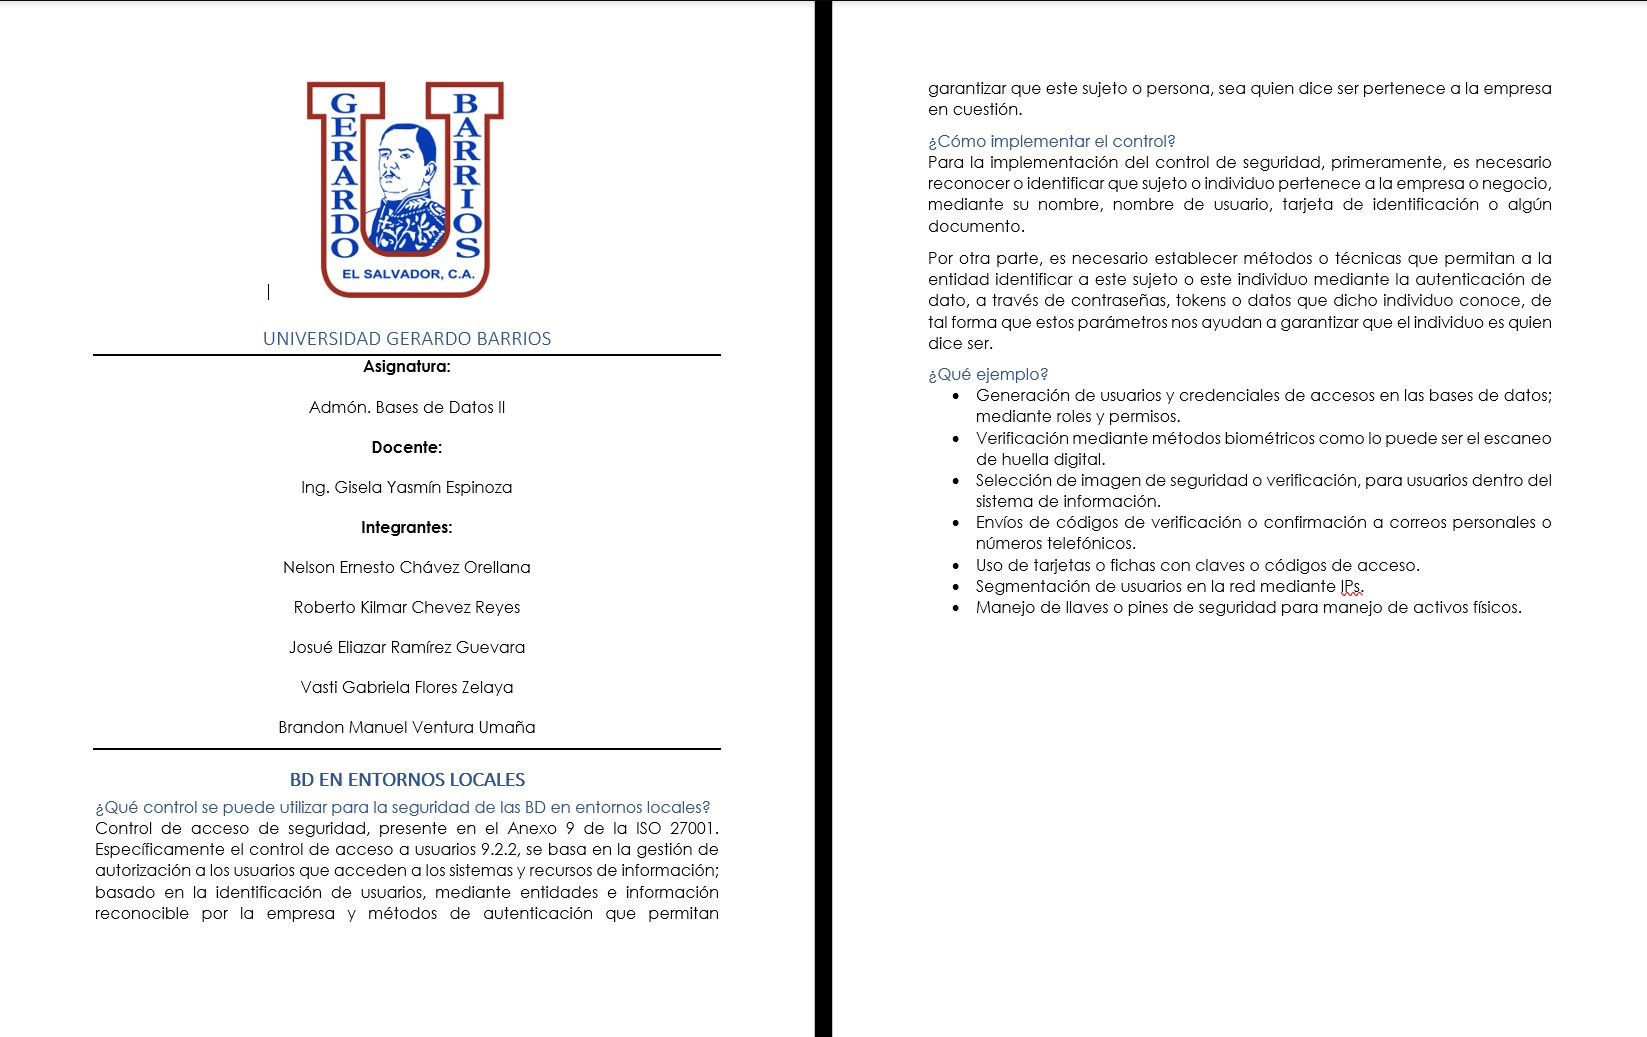 GERARDO
BARRIOS
EL SALVADOR, C.A.
UNIVERSIDAD GERARDO BARRIOS
Asignatura:
Admón. Bases de Datos II
Docente:
Ing. Gisela Yasmín Espinoza
Integrantes:
Nelson Ernesto Chávez Orellana
Roberto Kilmar Chevez Reyes
Josué Eliazar Ramírez Guevara
Vasti Gabriela Flores Zelaya
Brandon Manuel Ventura Umaña
BD EN ENTORNOS LOCALES
¿Qué control se puede utilizar para la seguridad de las BD en entornos locales?
Control de acceso de seguridad, presente en el Anexo 9 de la ISO 27001.
Específicamente el control de acceso a usuarios 9.2.2, se basa en la gestión de
autorización a los usuarios que acceden a los sistemas y recursos de información;
basado en la identificación de usuarios, mediante entidades e información
reconocible por la empresa y métodos de autenticación que permitan
garantizar que este sujeto o persona, sea quien dice ser pertenece a la empresa
en cuestión.
¿Cómo implementar el control?
Para la implementación del control de seguridad, primeramente, es necesario
reconocer o identificar que sujeto o individuo pertenece a la empresa o negocio,
mediante su nombre, nombre de usuario, tarjeta de identificación o algún
documento.
Por otra parte, es necesario establecer métodos o técnicas que permitan a la
entidad identificar a este sujeto o este individuo mediante la autenticación de
dato, a través de contraseñas, tokens o datos que dicho individuo conoce, de
tal forma que estos parámetros nos ayudan a garantizar que el individuo es quien
dice ser.
¿Qué ejemplo?
• Generación de usuarios y credenciales de accesos en las bases de datos;
mediante roles y permisos.
• Verificación mediante métodos biométricos como lo puede ser el escaneo
de huella digital.
• Selección de imagen de seguridad o verificación, para usuarios dentro del
sistema de información.
• Envíos de códigos de verificación o confirmación a correos personales o
números telefónicos.
• Uso de tarjetas o fichas con claves o códigos de acceso.
• Segmentación de usuarios en la red mediante IPs.
• Manejo de llaves o pines de seguridad para manejo de activos físicos.